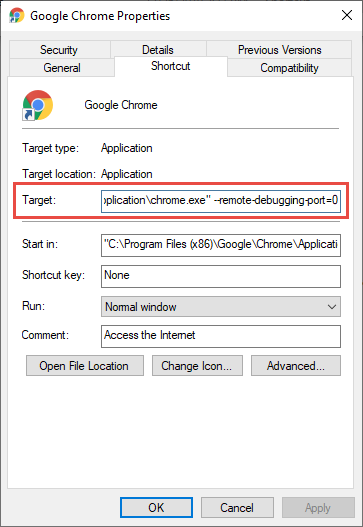 Google Chrome Properties
Security Details Previous Versions
General Shortcut Compatibility
Google Chrome
Target type: Application
Target location: Application
Target: pplication\chrome.exe" --remote-debugging-port=0
Start in: "C:\Program Files (x86)\Google\Chrome\Applicati
Shortcut key: None
Run: Normal window
Comment: Access the Internet
Open File Location Change Icon... Advanced...
OK Cancel Apply